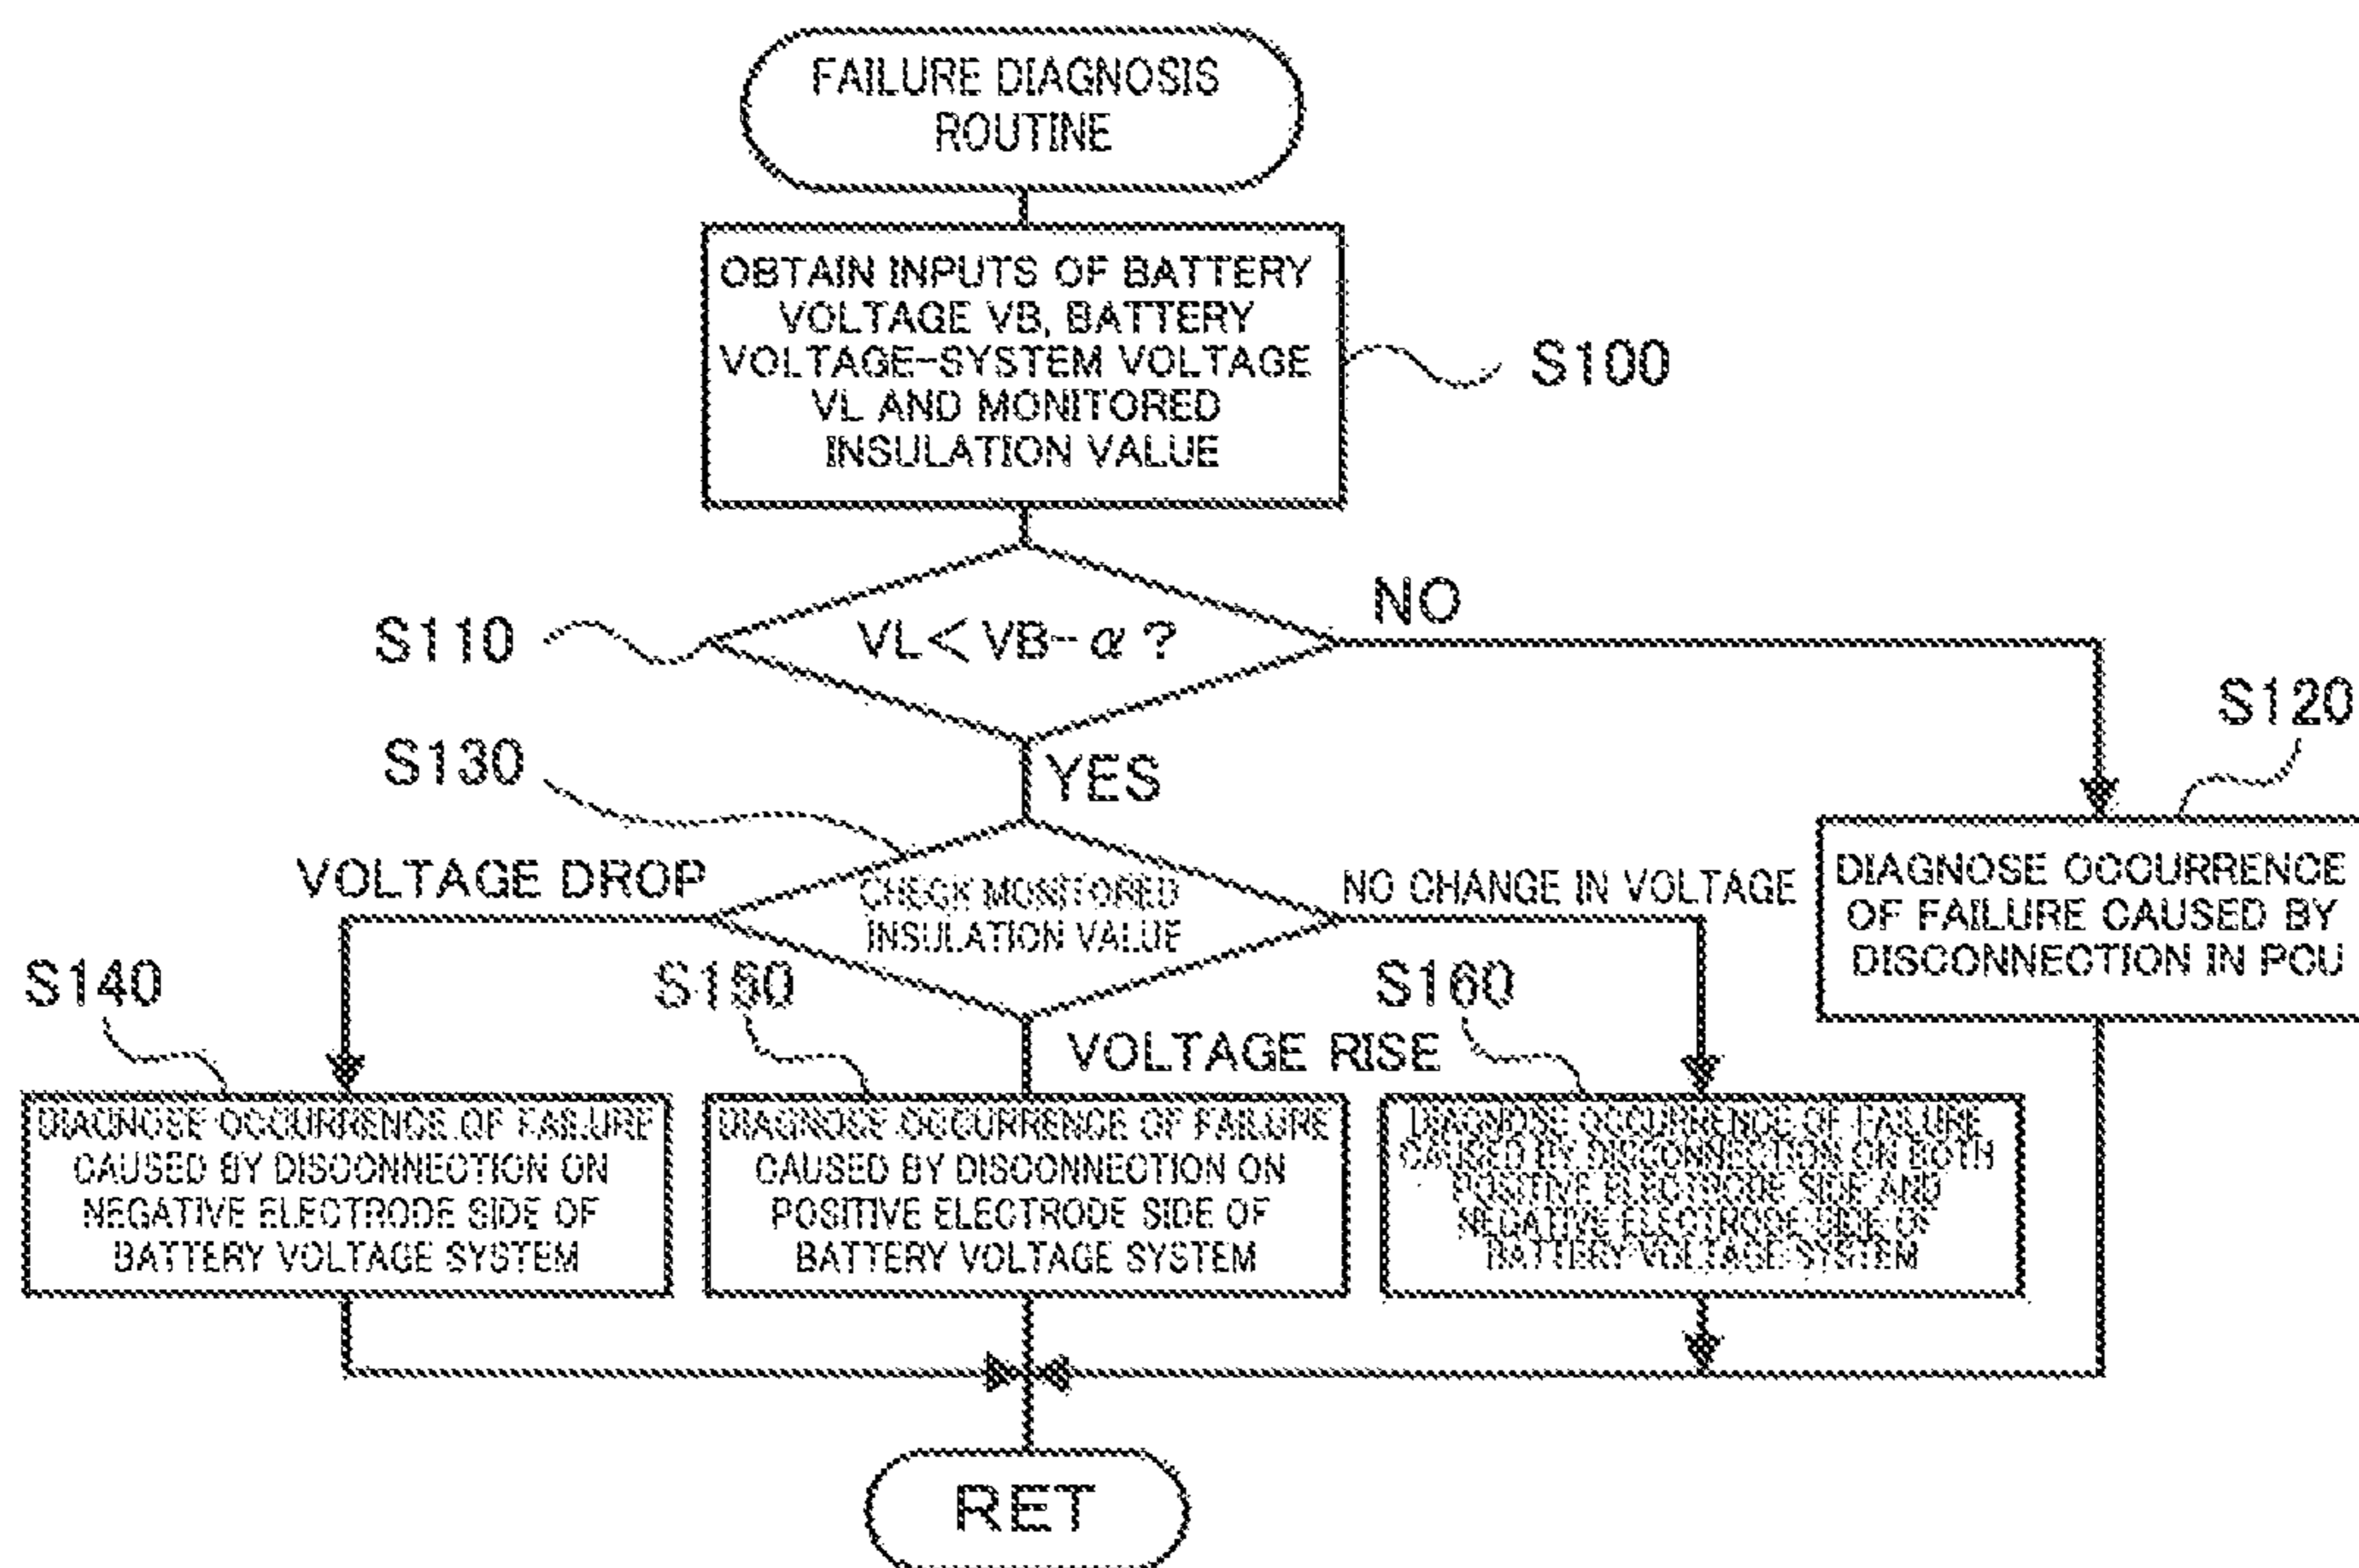 FAILURE DIAGNOSIS
ROUTINE
OBTAIN INPUTS OF BATTERY
VOLTAGE VB, BATTERY
VOLTAGE-SYSTEM VOLTAGE
VL AND MONITORED
INSULATION VALUE
S100
S110
VL< VB-α?
NO
S120
DIAGNOSE OCCURRENCE
OF FAILURE CAUSED BY
DISCONNECTION IN PCU
YES
S130
CHECK MONITORED
INSULATION VALUE
VOLTAGE DROP
NO CHANGE IN VOLTAGE
VOLTAGE RISE
S140
DIAGNOSE OCCURRENCE OF FAILURE
CAUSED BY DISCONNECTION ON
NEGATIVE ELECTRODE SIDE OF
BATTERY VOLTAGE SYSTEM
S150
DIAGNOSE OCCURRENCE OF FAILURE
CAUSED BY DISCONNECTION ON
POSITIVE ELECTRODE SIDE OF
BATTERY VOLTAGE SYSTEM
S160
DIAGNOSE OCCURRENCE OF FAILURE
CAUSED BY DISCONNECTION ON BOTH
POSITIVE ELECTRODE SIDE AND
NEGATIVE ELECTRODE SIDE OF
BATTERY VOLTAGE SYSTEM
RET